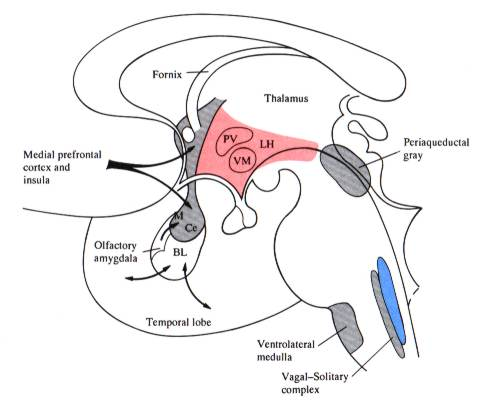 Fornix
Thalamus
PV
LH
VM
Periaqueductal
gray
Medial prefrontal
cortex and
insula
M
Ce
Olfactory
amygdala
BL
Temporal lobe
Ventrolateral
medulla
Vagal–Solitary
complex